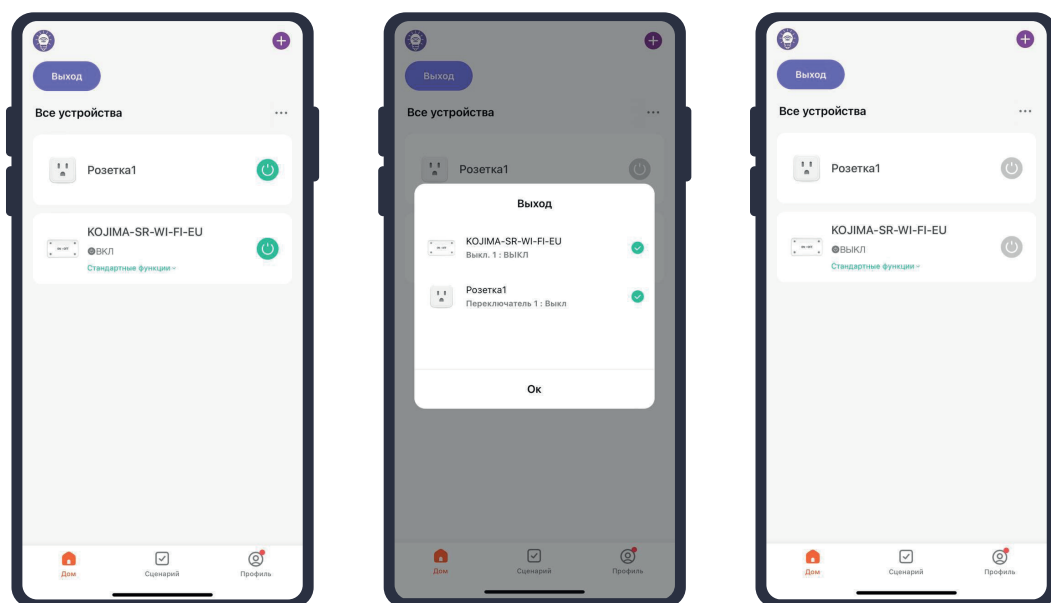 Выход
Все устройства
Розетка1
KOJIMA-SR-WI-FI-EU
ВКЛ
Стандартные функции
Дом
Сценарий
Профиль
Выход
Все устройства
Розетка1
Выход
KOJIMA-SR-WI-FI-EU
Выкл. 1 : ВЫКЛ
Розетка1
Переключатель 1 : Выкл
Ок
Дом
Сценарий
Профиль
Выход
Все устройства
Розетка1
KOJIMA-SR-WI-FI-EU
ВЫКЛ
Стандартные функции
Дом
Сценарий
Профиль